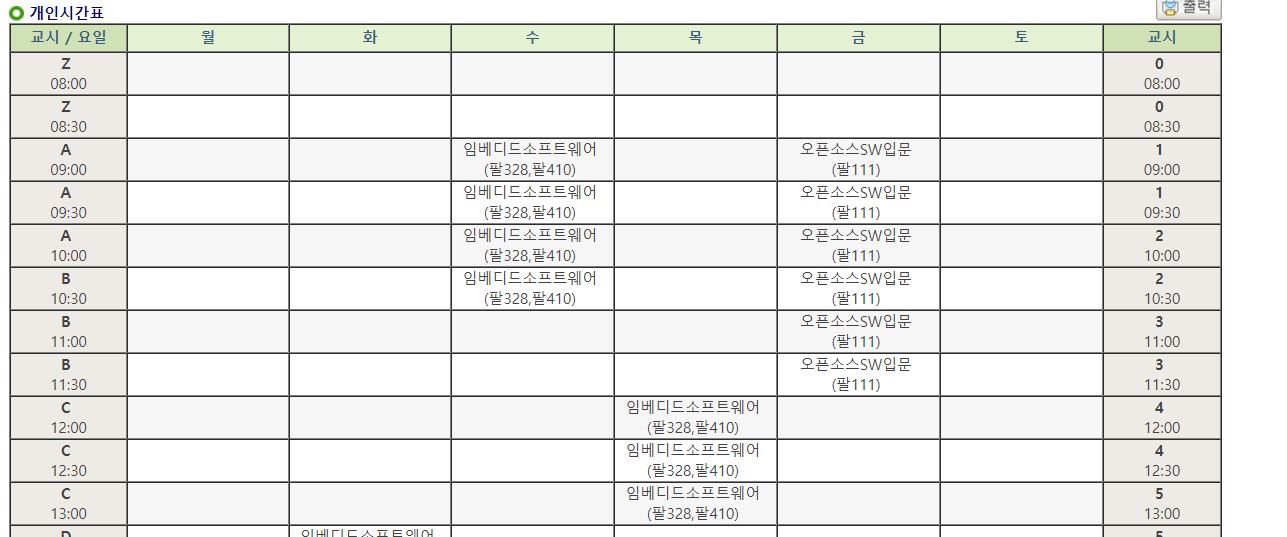 개인시간표
출력
교시 / 요일 월 화 수 목 금 토 교시
Z 0
08:00 08:00
Z 0
08:30 08:30
A 임베디드소프트웨어 오픈소스SW입문 1
09:00 (팔328,팔410) (팔111) 09:00
A 임베디드소프트웨어 오픈소스SW입문 1
09:30 (팔328,팔410) (팔111) 09:30
A 임베디드소프트웨어 오픈소스SW입문 2
10:00 (팔328,팔410) (팔111) 10:00
B 임베디드소프트웨어 오픈소스SW입문 2
10:30 (팔328,팔410) (팔111) 10:30
B 오픈소스SW입문 3
11:00 (팔111) 11:00
B 오픈소스SW입문 3
11:30 (팔111) 11:30
C 임베디드소프트웨어 4
12:00 (팔328,팔410) 12:00
C 임베디드소프트웨어 4
12:30 (팔328,팔410) 12:30
C 임베디드소프트웨어 5
13:00 (팔328,팔410) 13:00
D 임베디드소프트웨어 5